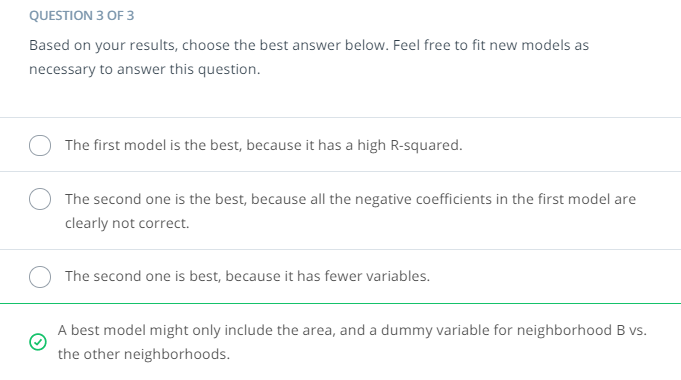 QUESTION 3 OF 3
Based on your results, choose the best answer below. Feel free to fit new models as
necessary to answer this question.
The first model is the best, because it has a high R-squared.
The second one is the best, because all the negative coefficients in the first model are
clearly not correct.
The second one is best, because it has fewer variables.
A best model might only include the area, and a dummy variable for neighborhood B vs.
the other neighborhoods.